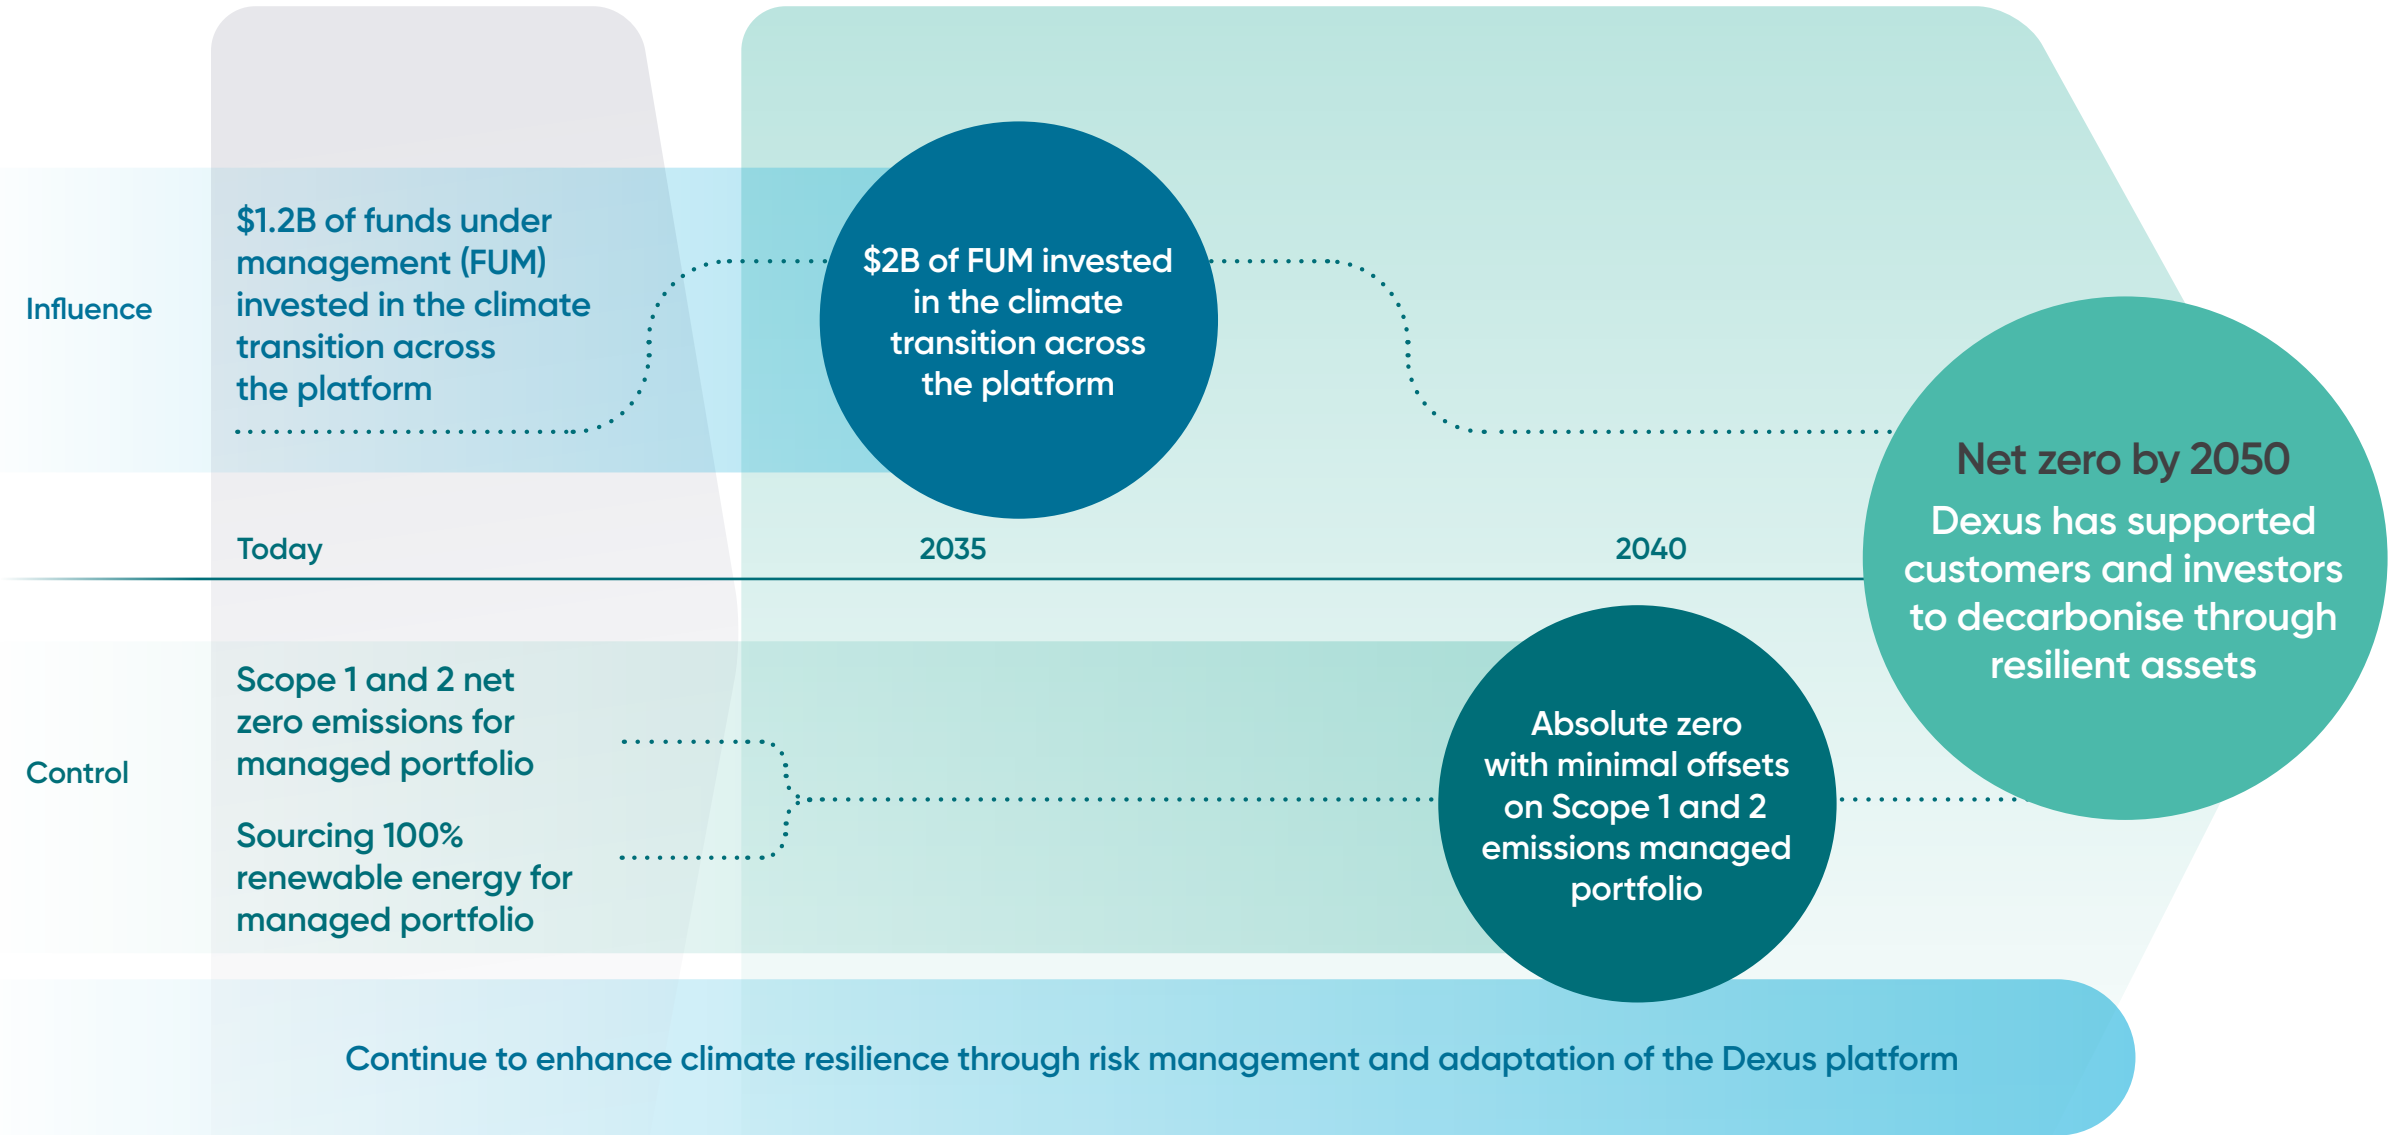 Influence
$1.2B of funds under
management (FUM)
invested in the climate
transition across
the platform
$2B of FUM invested
in the climate
transition across
the platform
Today
2035
2040
Net zero by 2050
Dexus has supported
customers and investors
to decarbonise through
resilient assets
Control
Scope 1 and 2 net
zero emissions for
managed portfolio
Sourcing 100%
renewable energy for
managed portfolio
Absolute zero
with minimal offsets
on Scope 1 and 2
emissions managed
portfolio
Continue to enhance climate resilience through risk management and adaptation of the Dexus platform